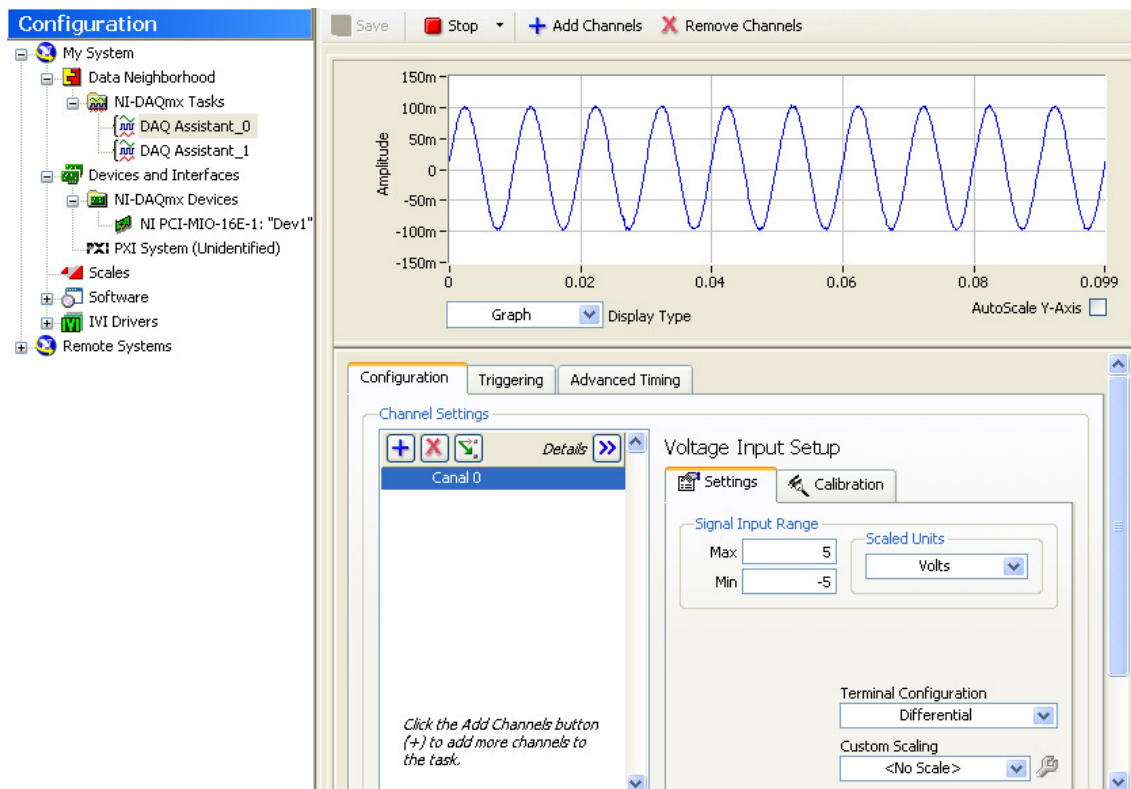 Configuration
My System
Data Neighborhood
NI-DAQmx Tasks
DAQ Assistant_0
DAQ Assistant_1
Devices and Interfaces
NI-DAQmx Devices
NI PCI-MIO-16E-1: "Dev1"
PXI PXI System (Unidentified)
Scales
Software
IVI Drivers
Remote Systems
Save Stop Add Channels Remove Channels
Amplitude
150m
100m
50m
0
-50m
-100m
-150m
0 0.02 0.04 0.06 0.08 0.099
Graph Display Type AutoScale Y-Axis
Configuration Triggering Advanced Timing
Channel Settings
Details
Canal 0
Click the Add Channels button
(+) to add more channels to
the task.
Voltage Input Setup
Settings Calibration
Signal Input Range
Max 5
Min -5
Scaled Units
Volts
Terminal Configuration
Differential
Custom Scaling
<No Scale>